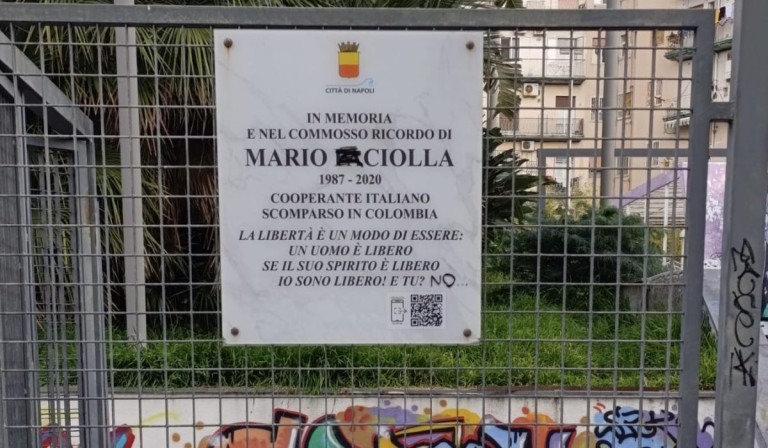 CITTÀ DI NAPOLI
IN MEMORIA
E NEL COMMOSSO RICORDO DI
MARIO CIOLLA
1987 - 2020
COOPERANTE ITALIANO
SCOMPARSO IN COLOMBIA
LA LIBERTÀ È UN MODO DI ESSERE:
UN UOMO È LIBERO
SE IL SUO SPIRITO È LIBERO
IO SONO LIBERO! E TU? NO...